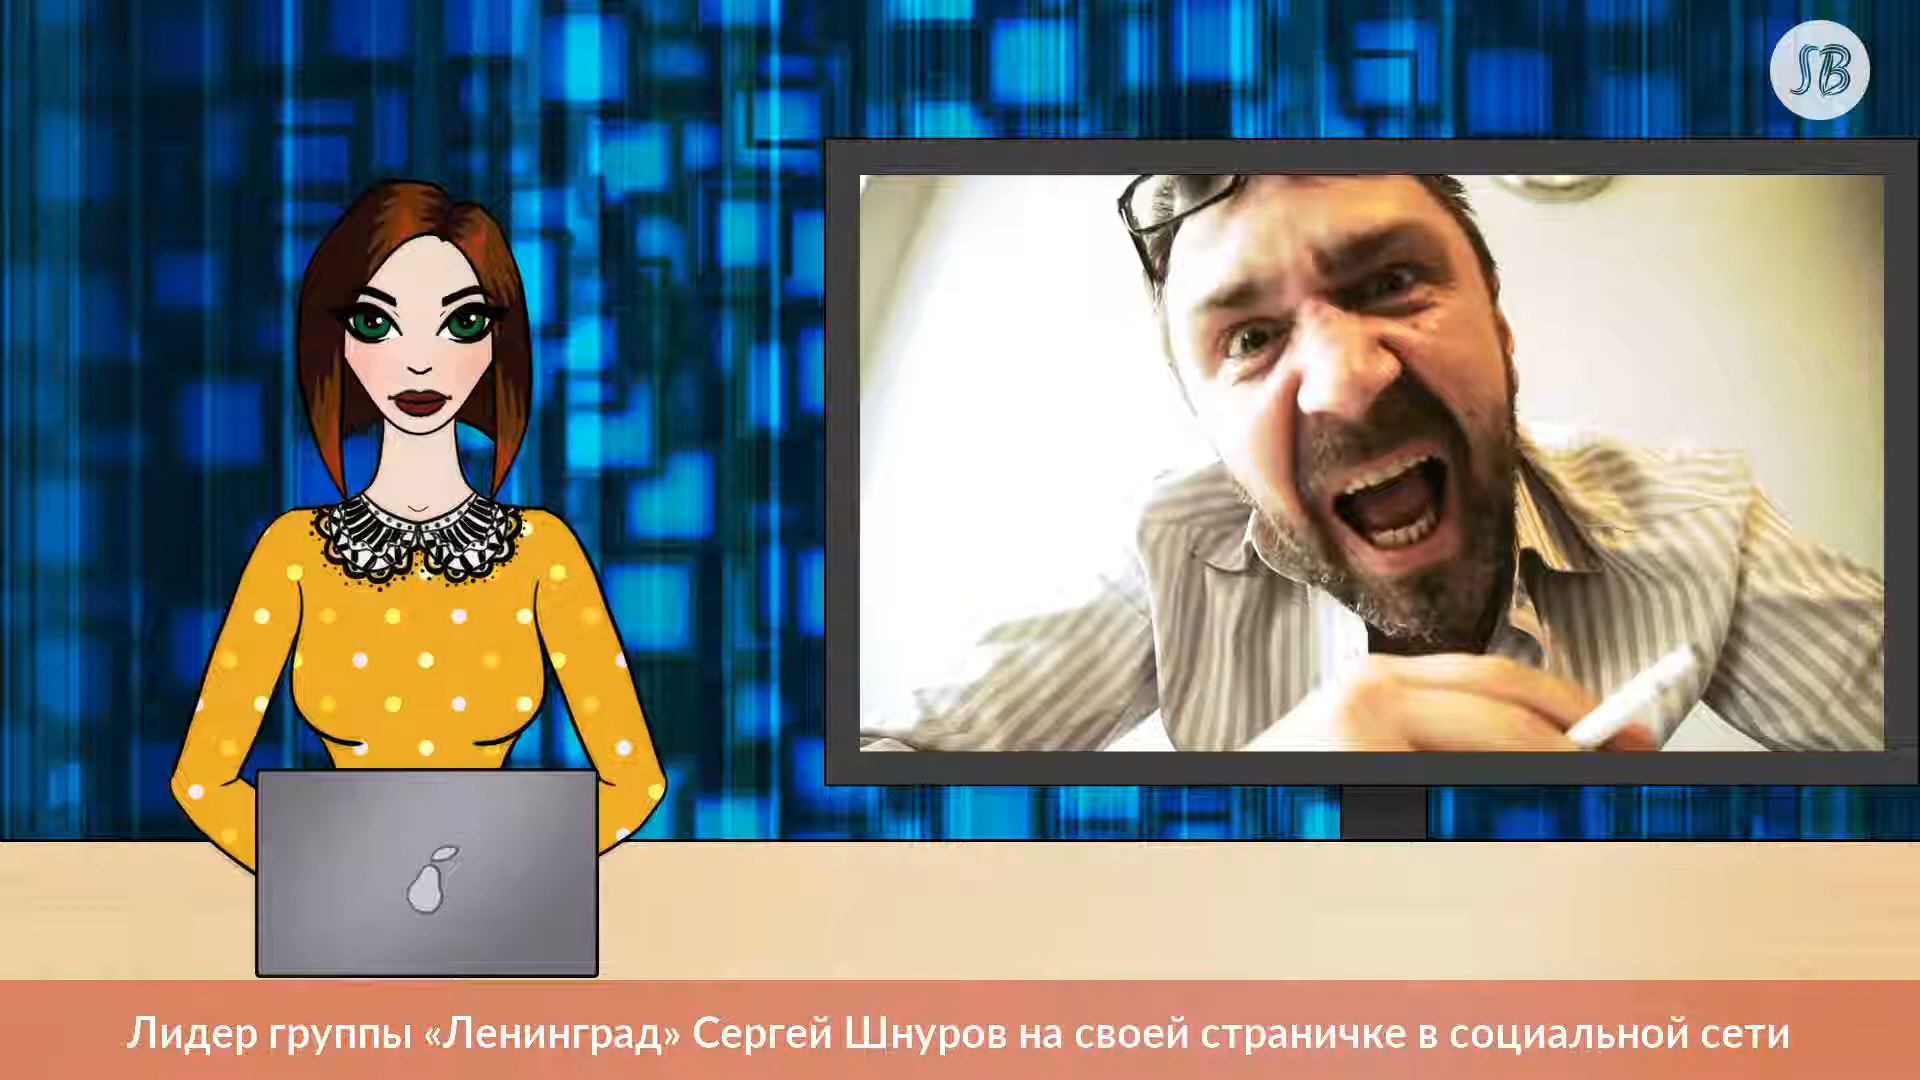 SB
Лидер группы «Ленинград» Сергей Шнуров на своей страничке в социальной сети